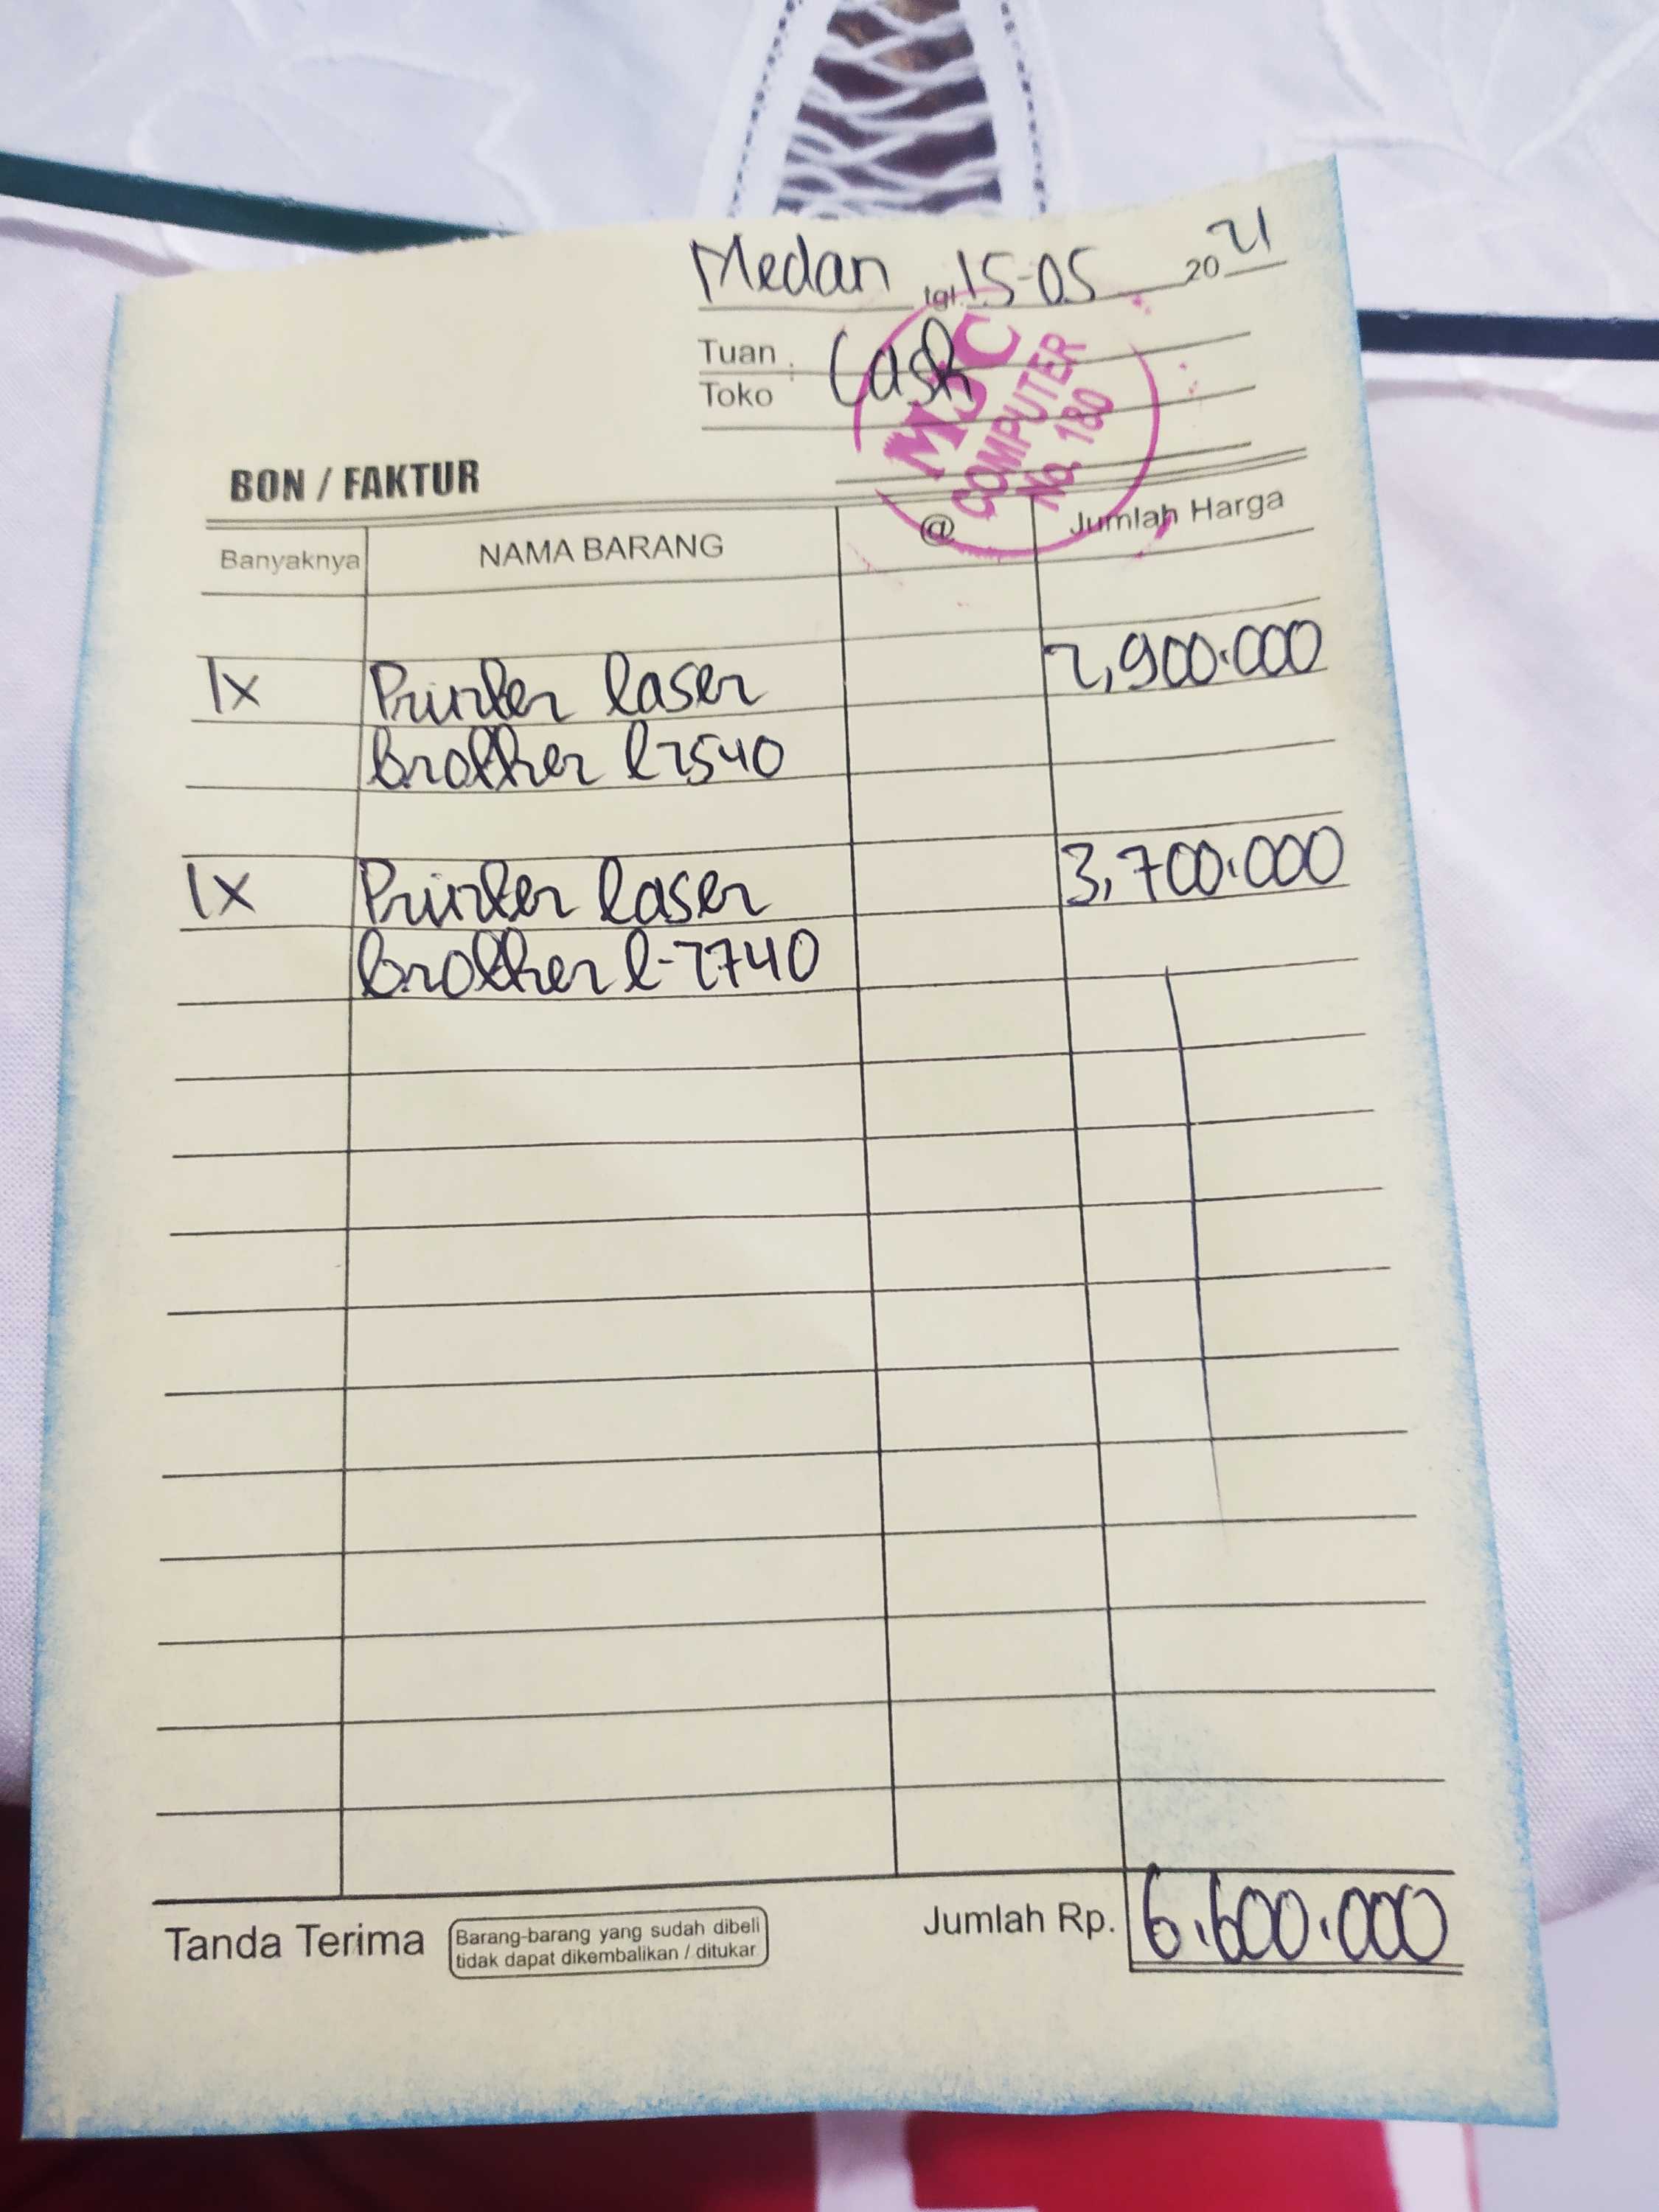 Medan tgl. 15-05 2021
Tuan : Cash
Toko :
MJC
COMPUTER
No. 180
BON / FAKTUR
Banyaknya NAMA BARANG @ Jumlah Harga
1x Printer laser 2,900.000
Brother L2540
1x Printer laser 3,700.000
Brother L-2740
Tanda Terima
Barang-barang yang sudah dibeli
tidak dapat dikembalikan / ditukar
Jumlah Rp. 6.600.000